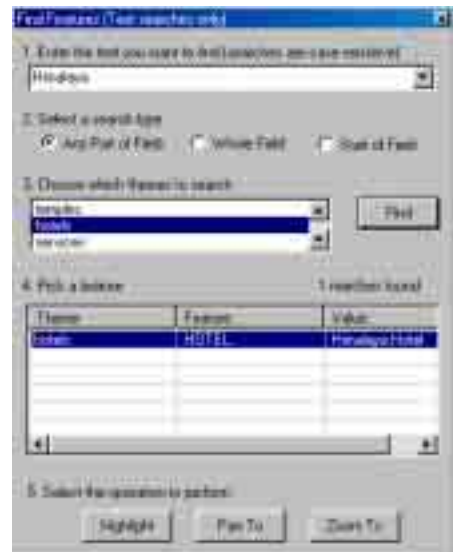 Find Features (Text searches only)
1. Enter the text you want to find (searches are case sensitive)
Himalaya
2. Select a search type
Any Part of Field Whole Field Start of Field
3. Choose which themes to search
temples
hotels
services
Find
4. Pick a feature 1 matches found
Theme Feature Value
hotels HOTEL Himalaya Hotel
5. Select the operation to perform
Highlight Pan To Zoom To